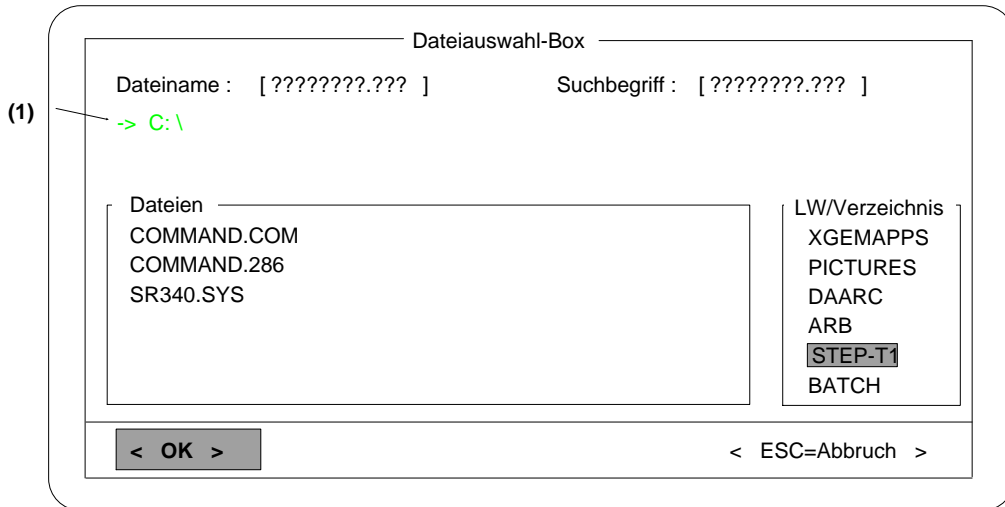 Dateiauswahl-Box
Dateiname : [ ????????.??? ] Suchbegriff : [ ????????.??? ]
(1)
-> C: \
Dateien
COMMAND.COM
COMMAND.286
SR340.SYS
LW/Verzeichnis
XGEMAPPS
PICTURES
DAARC
ARB
STEP-T1
BATCH
< OK > < ESC=Abbruch >